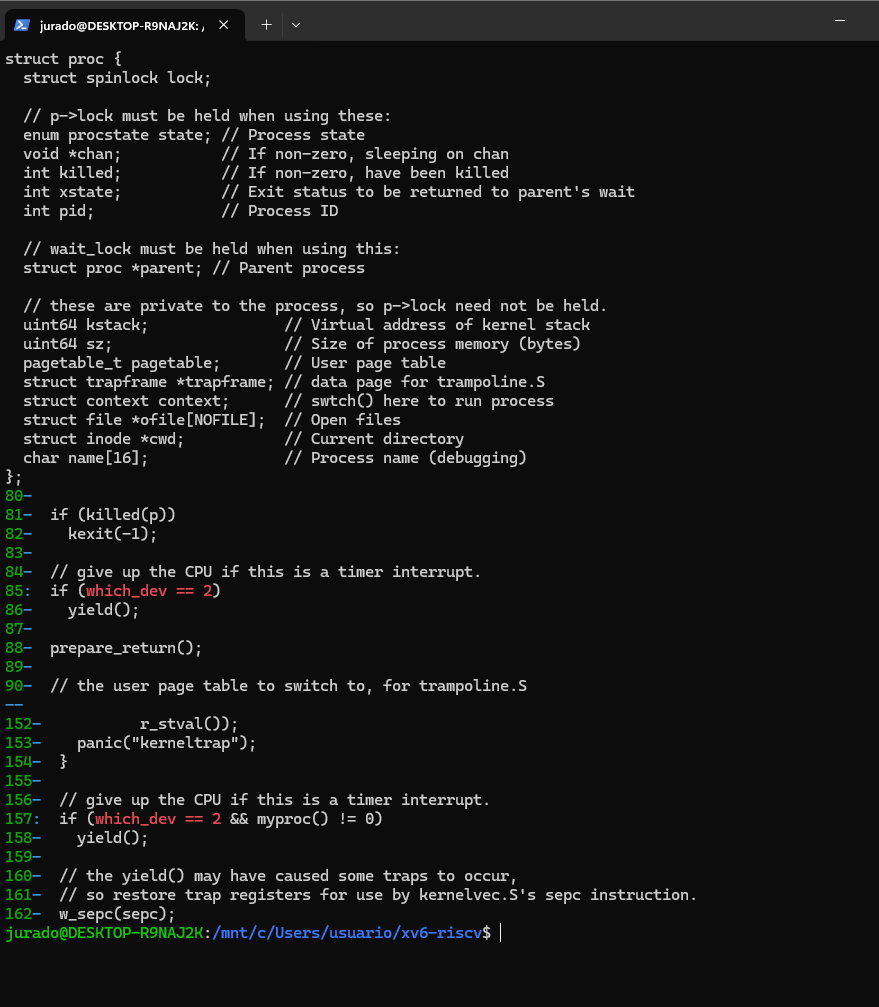 jurado@DESKTOP-R9NAJ2K: /
struct proc {
  struct spinlock lock;

  // p->lock must be held when using these:
  enum procstate state; // Process state
  void *chan;           // If non-zero, sleeping on chan
  int killed;           // If non-zero, have been killed
  int xstate;           // Exit status to be returned to parent's wait
  int pid;              // Process ID

  // wait_lock must be held when using this:
  struct proc *parent; // Parent process

  // these are private to the process, so p->lock need not be held.
  uint64 kstack;               // Virtual address of kernel stack
  uint64 sz;                   // Size of process memory (bytes)
  pagetable_t pagetable;       // User page table
  struct trapframe *trapframe; // data page for trampoline.S
  struct context context;      // swtch() here to run process
  struct file *ofile[NOFILE];  // Open files
  struct inode *cwd;           // Current directory
  char name[16];               // Process name (debugging)
};
80-
81-  if (killed(p))
82-    kexit(-1);
83-
84-  // give up the CPU if this is a timer interrupt.
85:  if (which_dev == 2)
86-    yield();
87-
88-  prepare_return();
89-
90-  // the user page table to switch to, for trampoline.S
--
152-           r_stval());
153-    panic("kerneltrap");
154-  }
155-
156-  // give up the CPU if this is a timer interrupt.
157:  if (which_dev == 2 && myproc() != 0)
158-    yield();
159-
160-  // the yield() may have caused some traps to occur,
161-  // so restore trap registers for use by kernelvec.S's sepc instruction.
162-  w_sepc(sepc);
jurado@DESKTOP-R9NAJ2K:/mnt/c/Users/usuario/xv6-riscv$